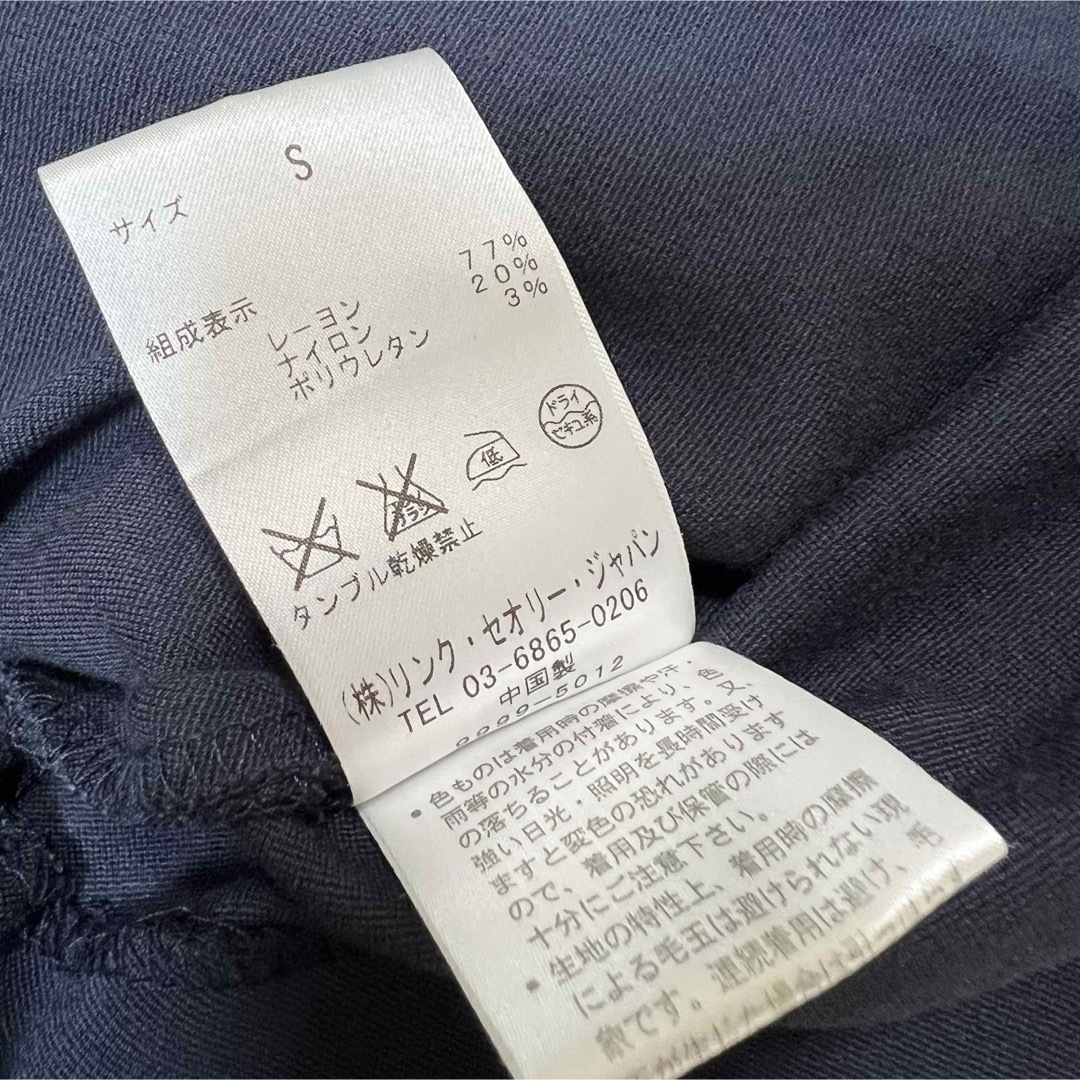 サイズ S
組成表示 レーヨン 77%
ナイロン 20%
ポリウレタン 3%
低
ドライ
セキユ系
タンブル乾燥禁止
(株)リンク・セオリー・ジャパン
TEL 03-6865-0206
中国製
9999-5012
・色ものは着用時の摩擦や汗、
雨等の水分の付着により、色
の落ちることがあります。又、
強い日光・照明を長時間受け
ますと変色の恐れがあります
ので、着用及び保管の際には
十分にご注意下さい。
・生地の特性上、着用時の摩擦
による毛玉は避けられない現
象です。連続着用は避け、毛